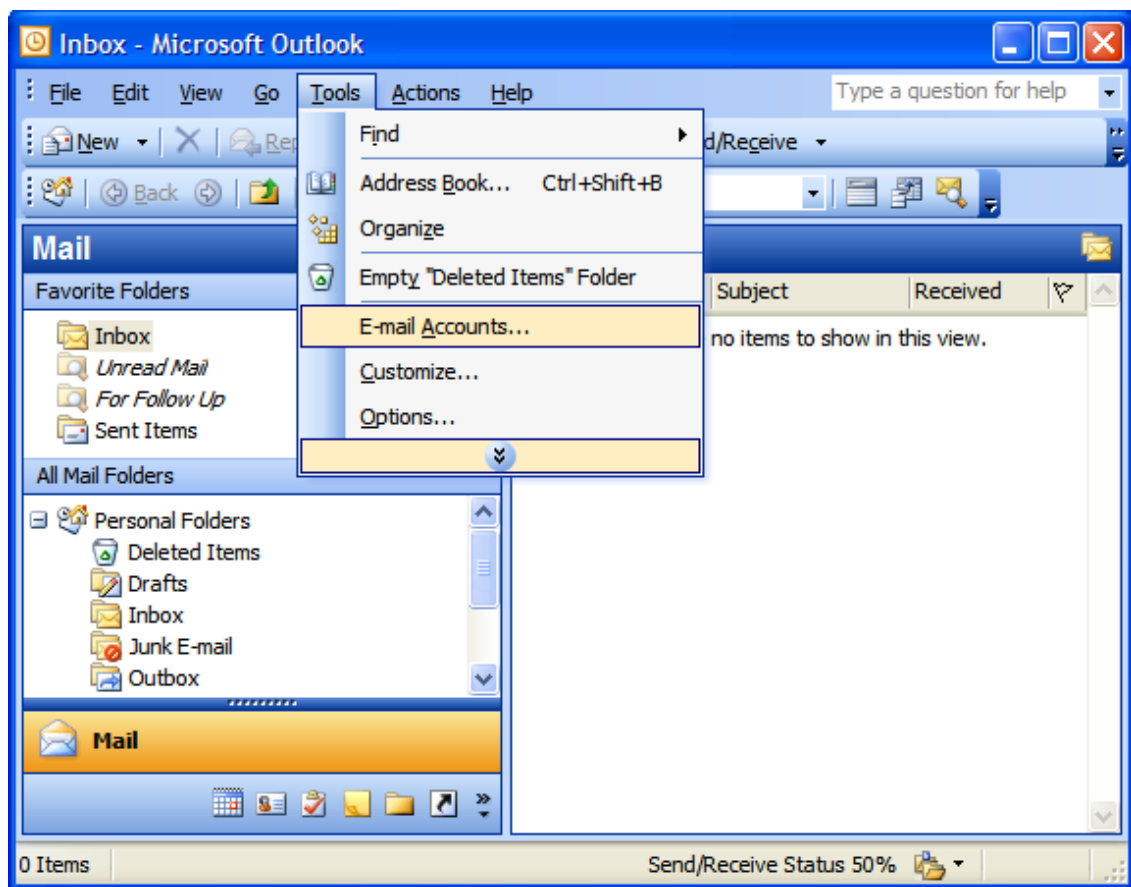 Inbox - Microsoft Outlook
File Edit View Go Tools Actions Help Type a question for help
New Rep d/Receive
Back
Find
Address Book... Ctrl+Shift+B
Organize
Empty "Deleted Items" Folder
E-mail Accounts...
Customize...
Options...
Mail
Favorite Folders
Inbox
Unread Mail
For Follow Up
Sent Items
All Mail Folders
Personal Folders
Deleted Items
Drafts
Inbox
Junk E-mail
Outbox
Mail
Subject Received
no items to show in this view.
0 Items Send/Receive Status 50%